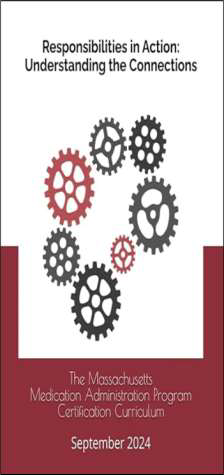 Responsibilities in Action:
Understanding the Connections
The Massachusetts
Medication Administration Program
Certification Curriculum
September 2024